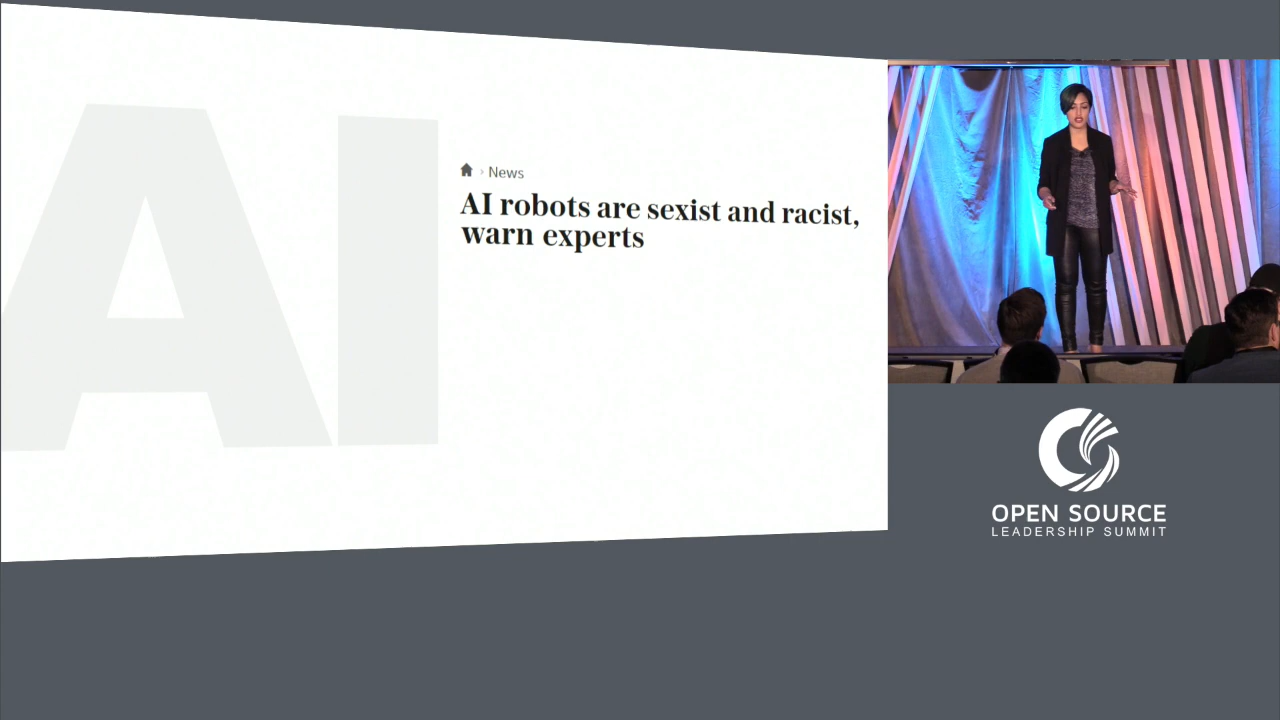 AI
› News
AI robots are sexist and racist,
warn experts
OPEN SOURCE
LEADERSHIP SUMMIT